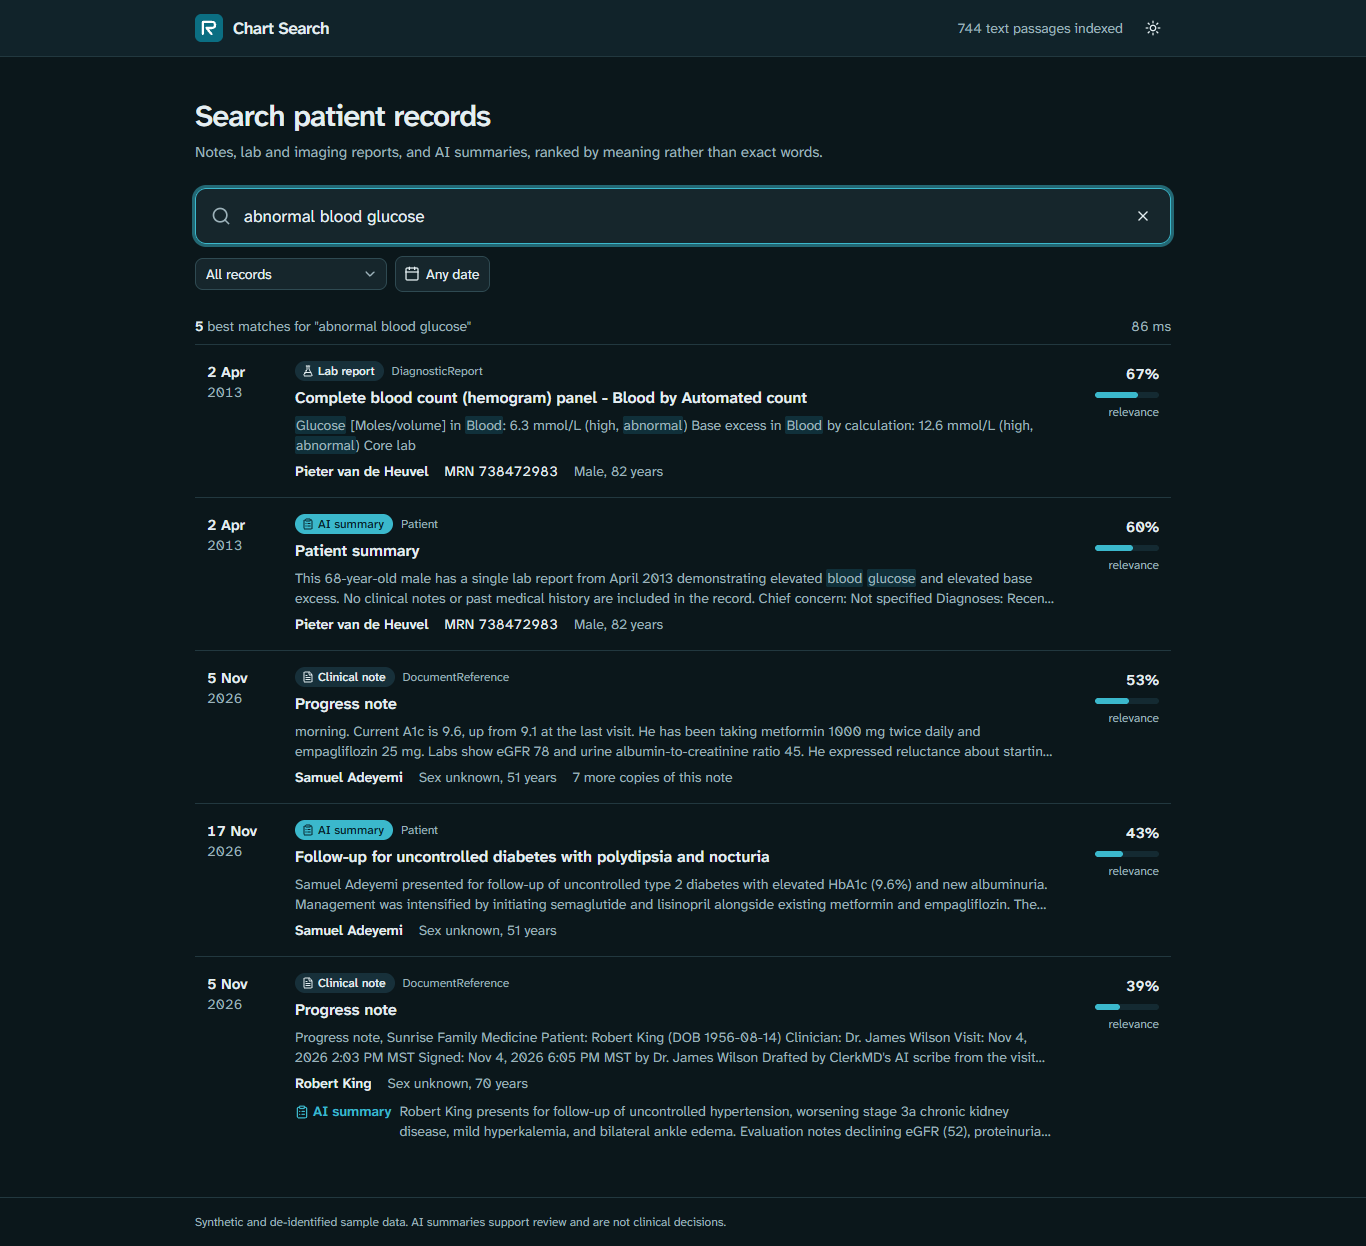 Chart Search
744 text passages indexed
Search patient records
Notes, lab and imaging reports, and AI summaries, ranked by meaning rather than exact words.
abnormal blood glucose
All records
Any date
5 best matches for "abnormal blood glucose"
86 ms
2 Apr
2013
Lab report DiagnosticReport
Complete blood count (hemogram) panel - Blood by Automated count
Glucose [Moles/volume] in Blood: 6.3 mmol/L (high, abnormal) Base excess in Blood by calculation: 12.6 mmol/L (high,
abnormal) Core lab
Pieter van de Heuvel MRN 738472983 Male, 82 years
67%
relevance
2 Apr
2013
AI summary Patient
Patient summary
This 68-year-old male has a single lab report from April 2013 demonstrating elevated blood glucose and elevated base
excess. No clinical notes or past medical history are included in the record. Chief concern: Not specified Diagnoses: Recen...
Pieter van de Heuvel MRN 738472983 Male, 82 years
60%
relevance
5 Nov
2026
Clinical note DocumentReference
Progress note
morning. Current A1c is 9.6, up from 9.1 at the last visit. He has been taking metformin 1000 mg twice daily and
empagliflozin 25 mg. Labs show eGFR 78 and urine albumin-to-creatinine ratio 45. He expressed reluctance about startin...
Samuel Adeyemi Sex unknown, 51 years 7 more copies of this note
53%
relevance
17 Nov
2026
AI summary Patient
Follow-up for uncontrolled diabetes with polydipsia and nocturia
Samuel Adeyemi presented for follow-up of uncontrolled type 2 diabetes with elevated HbA1c (9.6%) and new albuminuria.
Management was intensified by initiating semaglutide and lisinopril alongside existing metformin and empagliflozin. The...
Samuel Adeyemi Sex unknown, 51 years
43%
relevance
5 Nov
2026
Clinical note DocumentReference
Progress note
Progress note, Sunrise Family Medicine Patient: Robert King (DOB 1956-08-14) Clinician: Dr. James Wilson Visit: Nov 4,
2026 2:03 PM MST Signed: Nov 4, 2026 6:05 PM MST by Dr. James Wilson Drafted by ClerkMD's AI scribe from the visit...
Robert King Sex unknown, 70 years
AI summary Robert King presents for follow-up of uncontrolled hypertension, worsening stage 3a chronic kidney
disease, mild hyperkalemia, and bilateral ankle edema. Evaluation notes declining eGFR (52), proteinuria...
39%
relevance
Synthetic and de-identified sample data. AI summaries support review and are not clinical decisions.